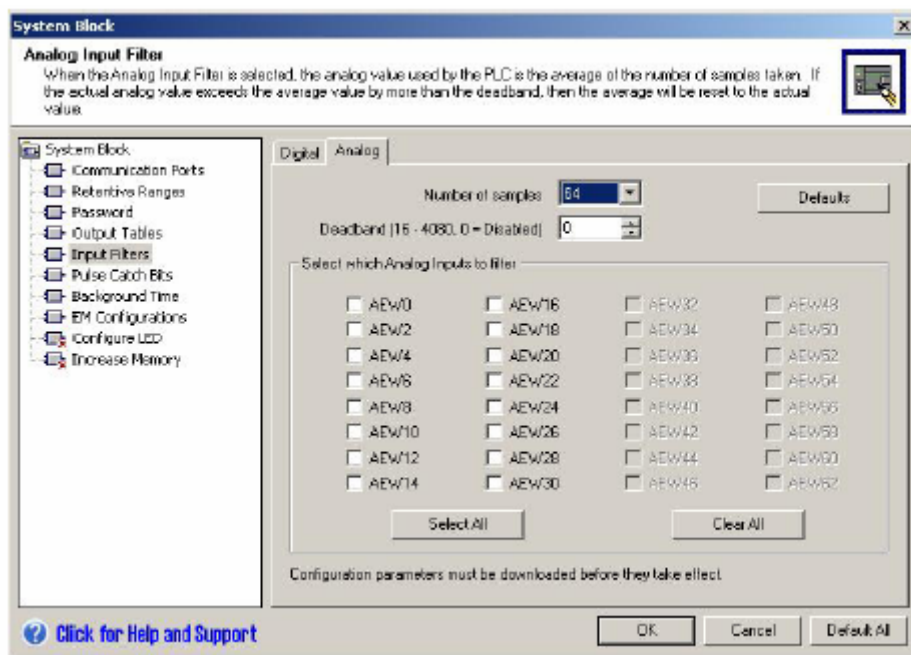 System Block
Analog Input Filter
When the Analog Input Filter is selected, the analog value used by the PLC is the average of the number of samples taken. If
the actual analog value exceeds the average value by more than the deadband, then the average will be reset to the actual
value.
System Block
Communication Ports
Retentive Ranges
Password
Output Tables
Input Filters
Pulse Catch Bits
Background Time
EM Configurations
Configure LED
Increase Memory
Digital Analog
Number of samples 64 Defaults
Deadband (16 - 4080, 0 = Disabled) 0
Select which Analog Inputs to filter
AEW0 AEW16 AEW32 AEW48
AEW2 AEW18 AEW34 AEW50
AEW4 AEW20 AEW36 AEW52
AEW6 AEW22 AEW38 AEW54
AEW8 AEW24 AEW40 AEW56
AEW10 AEW26 AEW42 AEW58
AEW12 AEW28 AEW44 AEW60
AEW14 AEW30 AEW46 AEW62
Select All Clear All
Configuration parameters must be downloaded before they take effect.
Click for Help and Support OK Cancel Default All